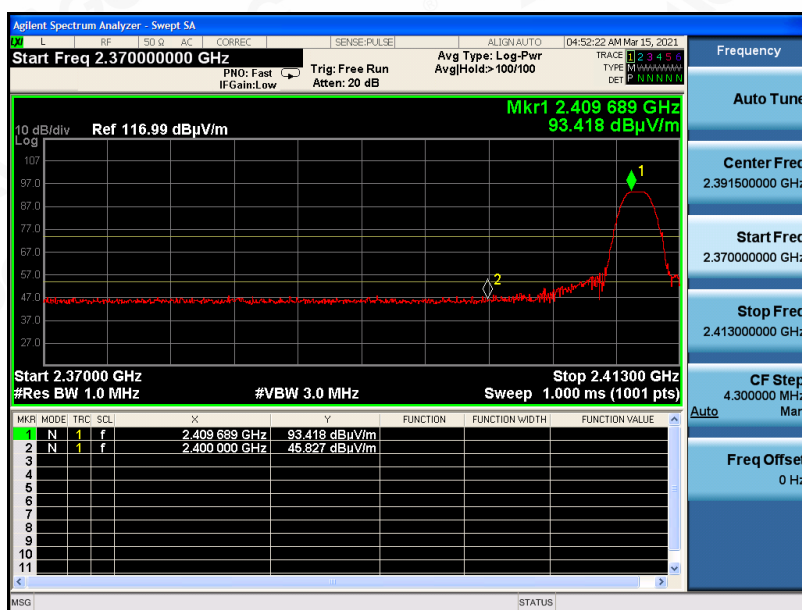 Agilent Spectrum Analyzer - Swept SA
LXI L RF 50 Ω AC CORREC SENSE:PULSE ALIGN AUTO 04:52:22 AM Mar 15, 2021
Start Freq 2.370000000 GHz
PNO: Fast
IFGain:Low
Trig: Free Run
Atten: 20 dB
Avg Type: Log-Pwr
Avg|Hold:>100/100
TRACE 1 2 3 4 5 6
TYPE M
DET P N N N N N
Mkr1 2.409 689 GHz
93.418 dBµV/m
10 dB/div Ref 116.99 dBµV/m
Log
107
97.0
87.0
77.0
67.0
57.0
47.0
37.0
27.0
1
2
Start 2.37000 GHz Stop 2.41300 GHz
#Res BW 1.0 MHz #VBW 3.0 MHz Sweep 1.000 ms (1001 pts)
MKR MODE TRC SCL X Y FUNCTION FUNCTION WIDTH FUNCTION VALUE
1 N 1 f 2.409 689 GHz 93.418 dBµV/m
2 N 1 f 2.400 000 GHz 45.827 dBµV/m
3
4
5
6
7
8
9
10
11
MSG STATUS
Frequency
Auto Tune
Center Freq
2.391500000 GHz
Start Freq
2.370000000 GHz
Stop Freq
2.413000000 GHz
CF Step
4.300000 MHz
Auto Man
Freq Offset
0 Hz